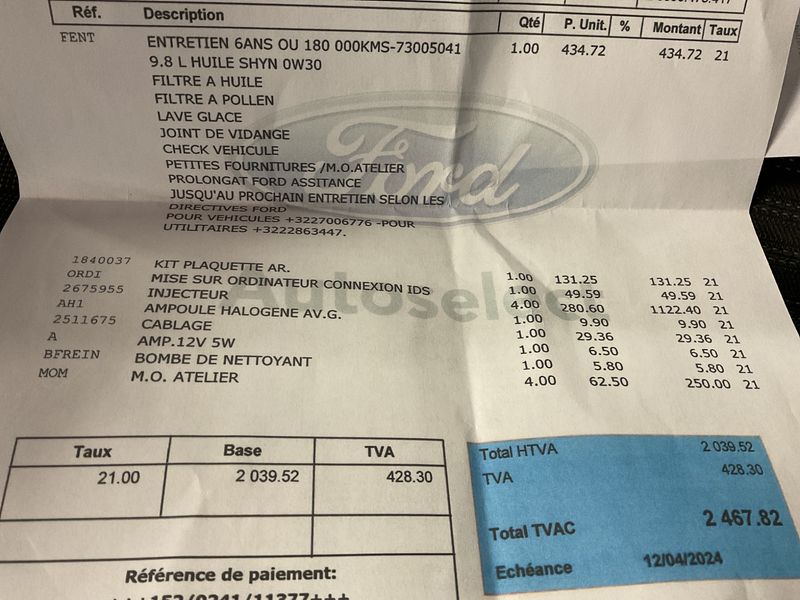 Réf. Description Qté P. Unit. % Montant Taux
FENT ENTRETIEN 6ANS OU 180 000KMS-73005041 1.00 434.72 434.72 21
9.8 L HUILE SHYN 0W30
FILTRE A HUILE
FILTRE A POLLEN
LAVE GLACE
JOINT DE VIDANGE
CHECK VEHICULE
PETITES FOURNITURES /M.O.ATELIER
PROLONGAT FORD ASSITANCE
JUSQU'AU PROCHAIN ENTRETIEN SELON LES
DIRECTIVES FORD
POUR VEHICULES +3227006776 -POUR
UTILITAIRES +3222863447.
Ford
Autoselec
1840037 KIT PLAQUETTE AR. 1.00 131.25 131.25 21
ORDI MISE SUR ORDINATEUR CONNEXION IDS 1.00 49.59 49.59 21
2675955 INJECTEUR 4.00 280.60 1122.40 21
AH1 AMPOULE HALOGENE AV.G. 1.00 9.90 9.90 21
2511675 CABLAGE 1.00 29.36 29.36 21
A AMP.12V 5W 1.00 6.50 6.50 21
BFREIN BOMBE DE NETTOYANT 1.00 5.80 5.80 21
MOM M.O. ATELIER 4.00 62.50 250.00 21
Taux Base TVA
21.00 2 039.52 428.30
Total HTVA 2 039.52
TVA 428.30
Total TVAC 2 467.82
Echéance 12/04/2024
Référence de paiement:
+++152/0241/11377+++